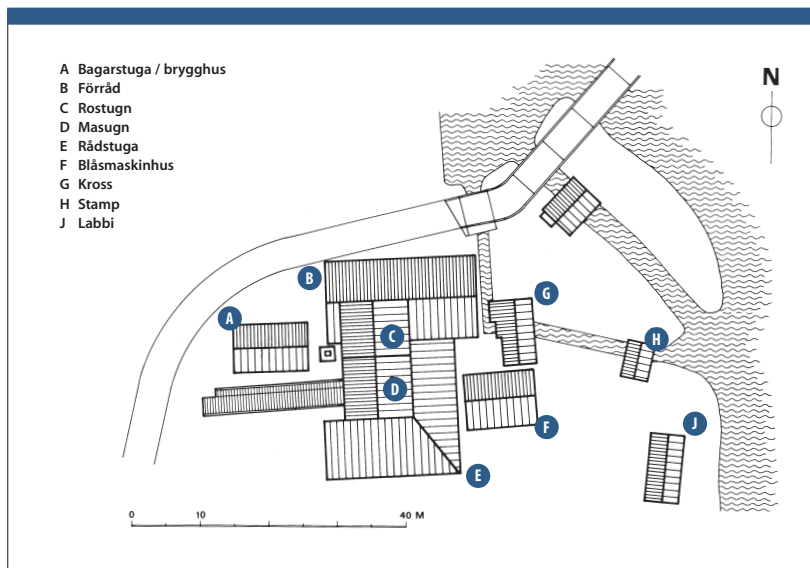 A Bagarstuga / brygghus
B Förråd
C Rostugn
D Masugn
E Rådstuga
F Blåsmaskinhus
G Kross
H Stamp
J Labbi
N
B
A
G
C
H
D
F
J
E
0 10 40 M